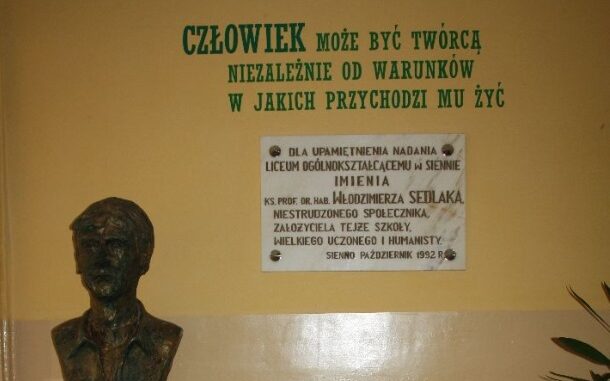 CZŁOWIEK MOŻE BYĆ TWÓRCĄ
NIEZALEŻNIE OD WARUNKÓW
W JAKICH PRZYCHODZI MU ŻYĆ
DLA UPAMIĘTNIENIA NADANIA
LICEUM OGÓLNOKSZTAŁCĄCEMU W SIENNIE
IMIENIA
KS. PROF. DR. HAB. WŁODZIMIERZA SEDLAKA,
NIESTRUDZONEGO SPOŁECZNIKA,
ZAŁOŻYCIELA TEJŻE SZKOŁY,
WIELKIEGO UCZONEGO I HUMANISTY.
SIENNO PAŹDZIERNIK 1992 R.